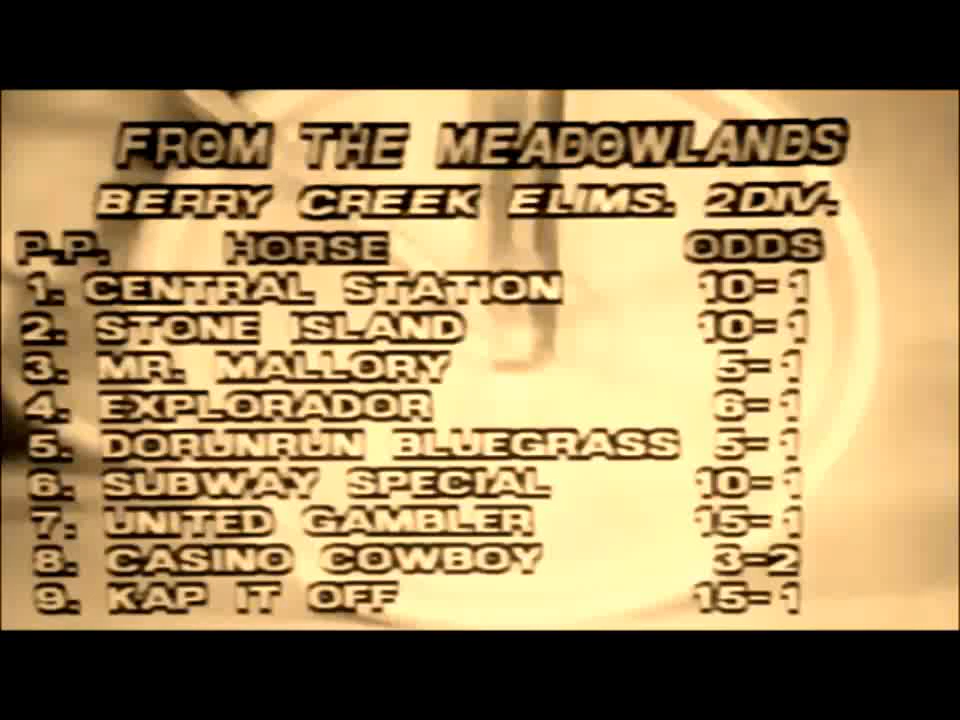 FROM THE MEADOWLANDS
BERRY CREEK ELIMS. 2DIV.
P.P. HORSE ODDS
1. CENTRAL STATION 10-1
2. STONE ISLAND 10-1
3. MR. MALLORY 5-1
4. EXPLORADOR 6-1
5. DORUNRUN BLUEGRASS 5-1
6. SUBWAY SPECIAL 10-1
7. UNITED GAMBLER 15-1
8. CASINO COWBOY 3-2
9. KAP IT OFF 15-1